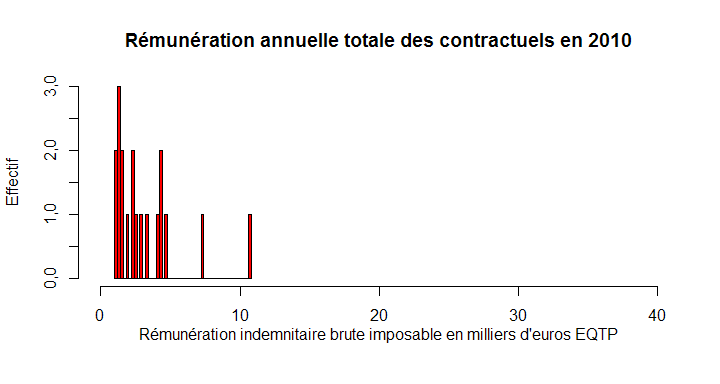 Rémunération annuelle totale des contractuels en 2010
Effectif
3,0
2,0
1,0
0,0
0 10 20 30 40
Rémunération indemnitaire brute imposable en milliers d'euros EQTP